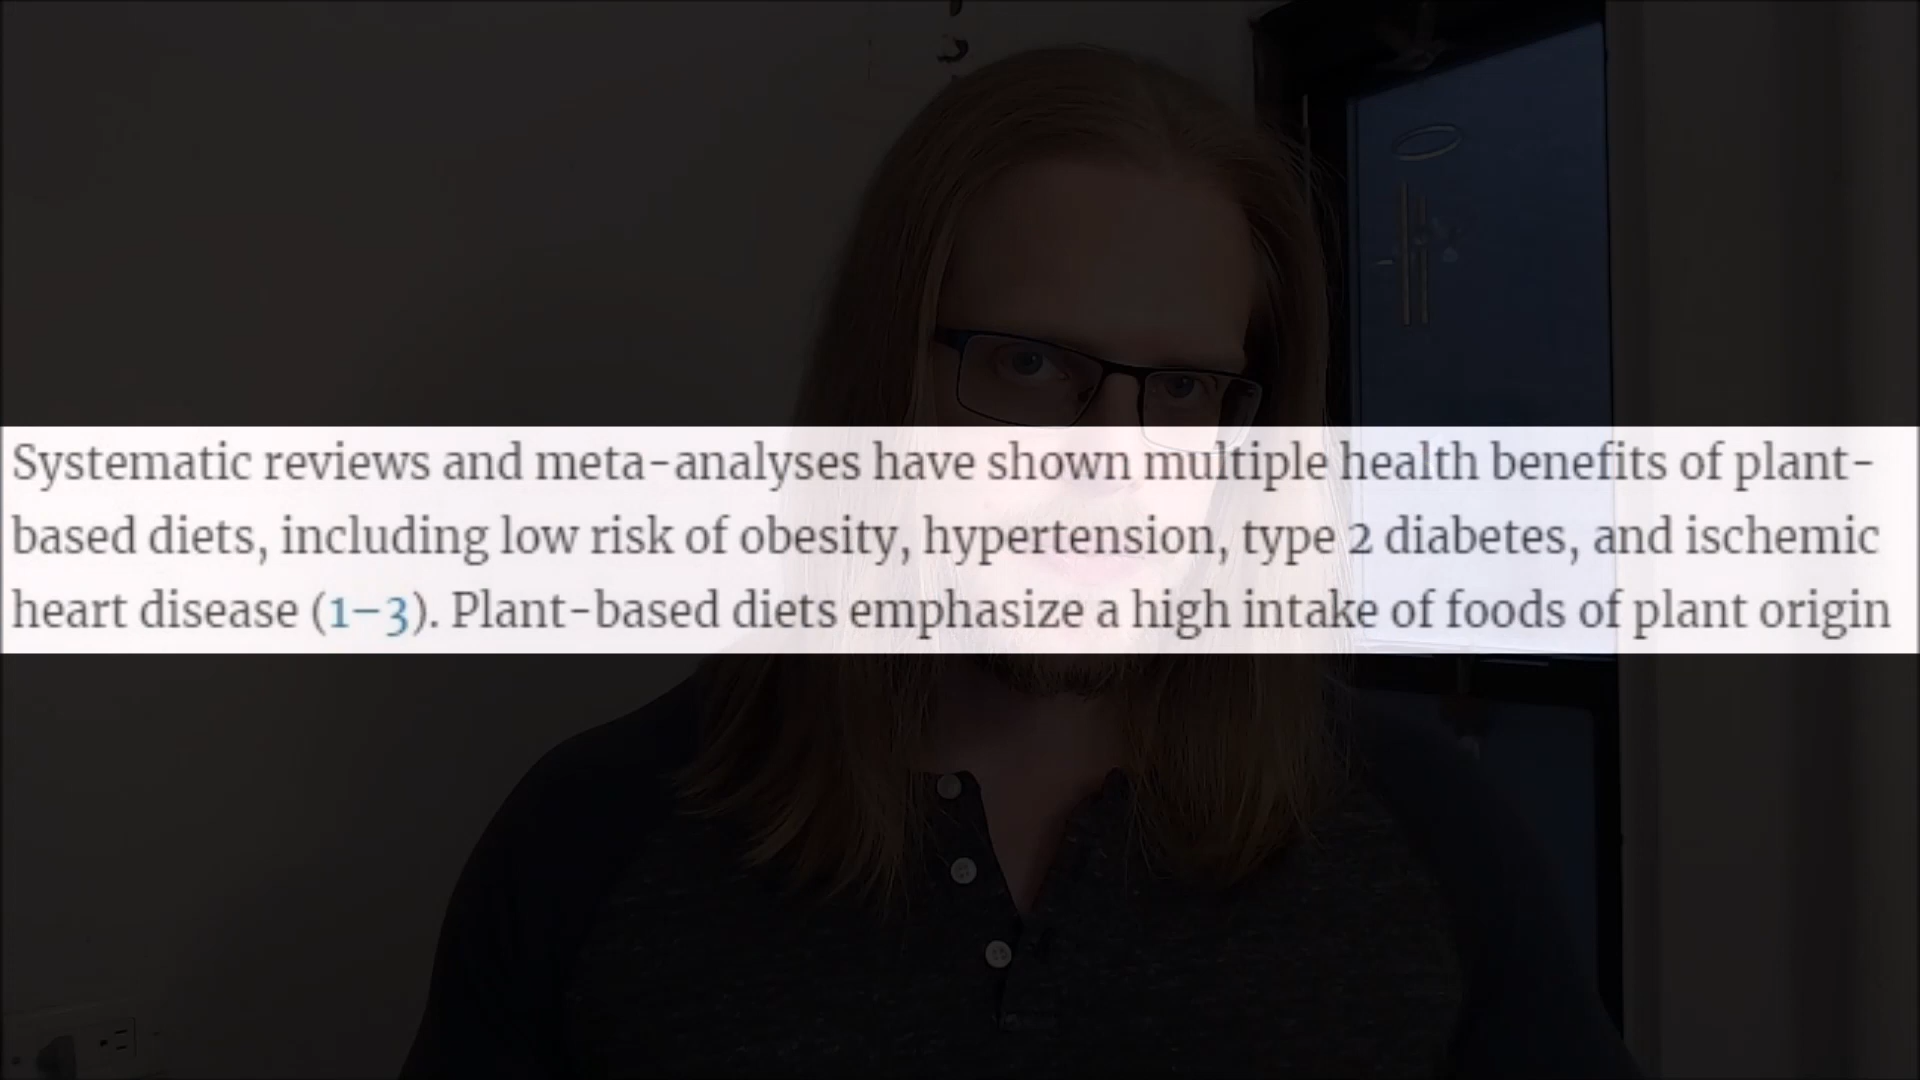 Systematic reviews and meta-analyses have shown multiple health benefits of plant-
based diets, including low risk of obesity, hypertension, type 2 diabetes, and ischemic
heart disease (1–3). Plant-based diets emphasize a high intake of foods of plant origin